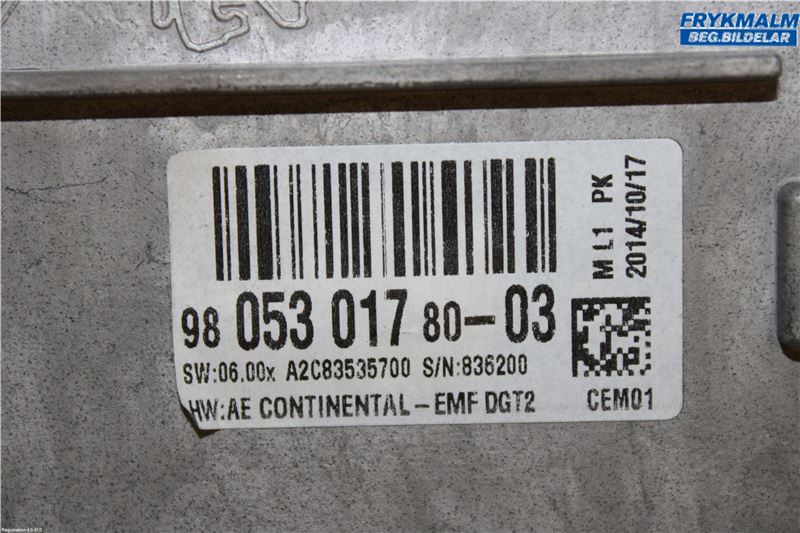 FRYKMALM
BEG.BILDELAR
M L1 PK
2014/10/17
98 053 017 80-03
SW:06.00x A2C83535700 S/N:836200
HW:AE CONTINENTAL-EMF DGT2
CEM01